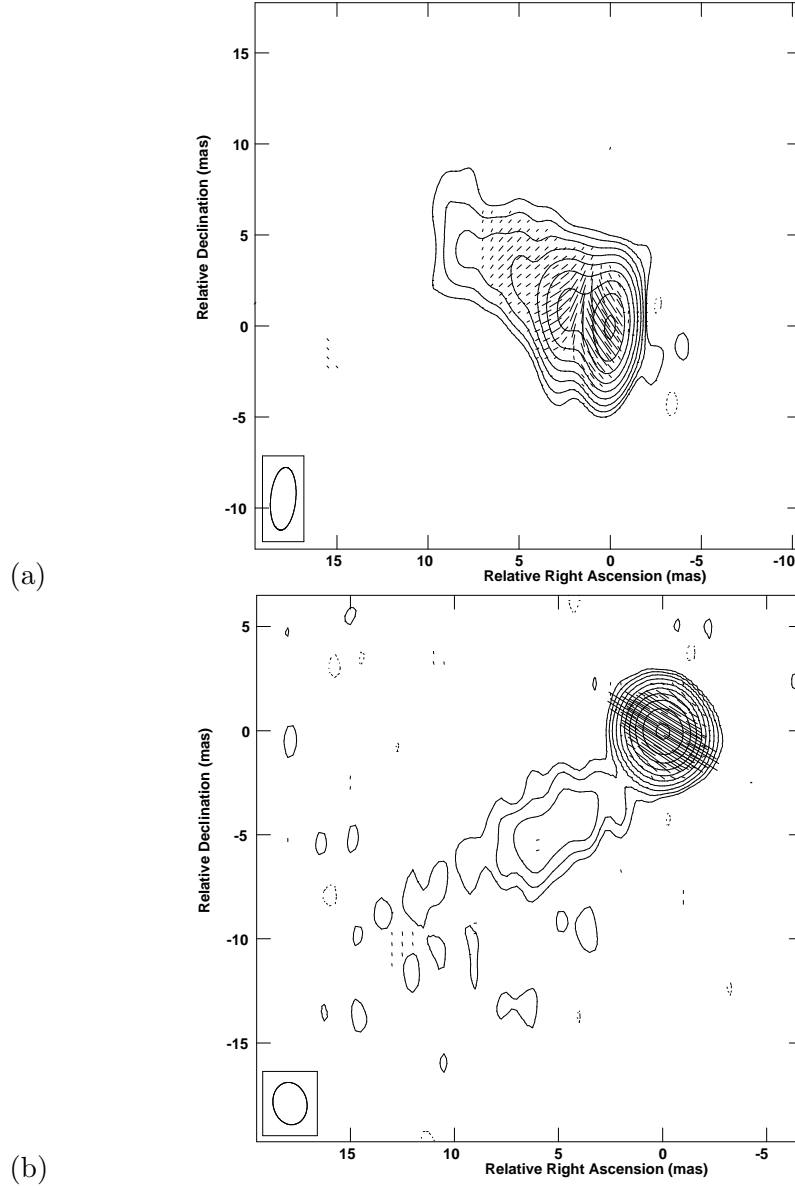 15
10
5
0
-5
-10
Relative Declination (mas)
15 10 5 0 -5 -10
Relative Right Ascension (mas)
(a)
5
0
-5
-10
-15
Relative Declination (mas)
15 10 5 0 -5
Relative Right Ascension (mas)
(b)